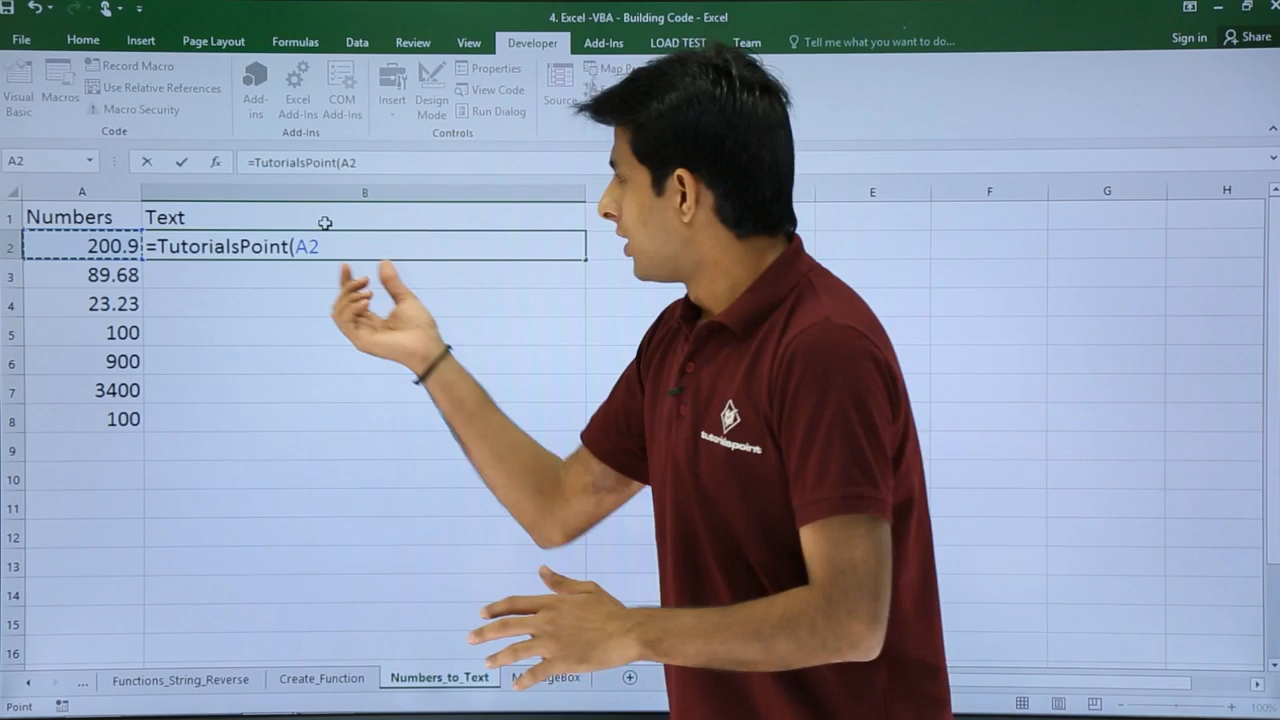 4. Excel -VBA - Building Code - Excel
File Home Insert Page Layout Formulas Data Review View Developer Add-Ins LOAD TEST Team Tell me what you want to do... Sign in Share
Visual Basic
Macros
Record Macro
Use Relative References
Macro Security
Code
Add-ins
Excel Add-Ins
COM Add-Ins
Add-Ins
Insert
Design Mode
Properties
View Code
Run Dialog
Controls
Source
Map
A2 fx =TutorialsPoint(A2
A B E F G H
1 Numbers Text
2 200.9 =TutorialsPoint(A2
3 89.68
4 23.23
5 100
6 900
7 3400
8 100
9
10
11
12
13
14
15
16
tutorialspoint
... Functions_String_Reverse Create_Function Numbers_to_Text
Point 100%